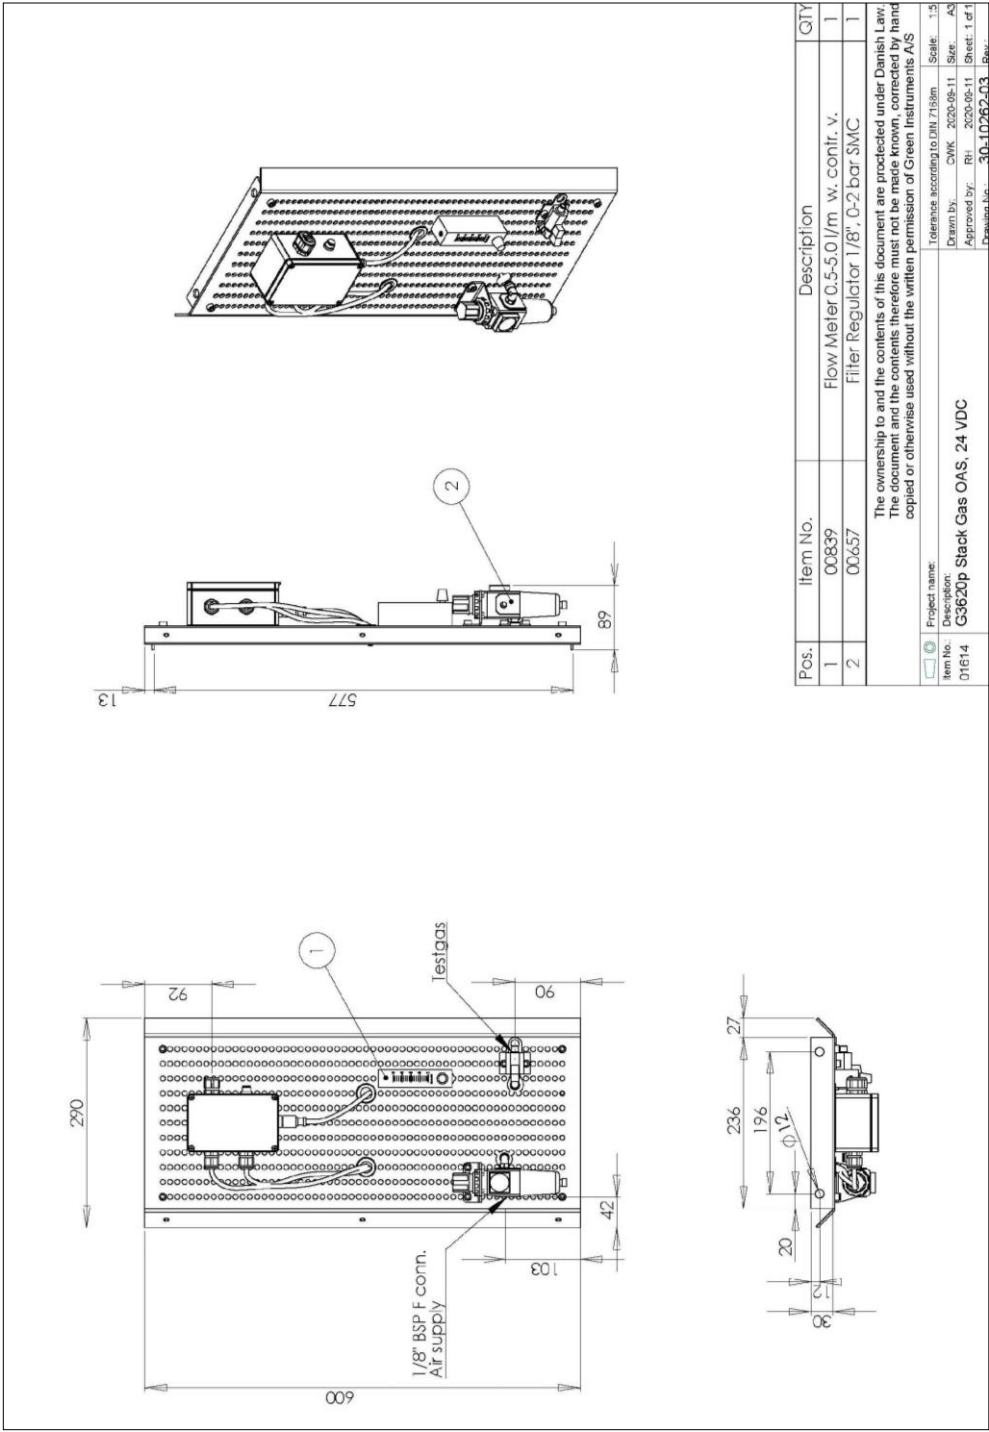 290
92
1
Testgas
90
42
103
1/8" BSP F conn.
Air supply
600
13
577
2
89
27
236
196
Φ12
20
12
30
Pos. Item No. Description QTY
1 00839 Flow Meter 0.5-5.0 l/m w. contr. v. 1
2 00657 Filter Regulator 1/8", 0-2 bar SMC 1
The ownership to and the contents of this document are proctected under Danish Law.
The document and the contents therefore must not be made known, corrected by hand
copied or otherwise used without the written permission of Green Instruments A/S
Project name: Tolerance according to DIN 7168m Scale: 1:5
Item No.: Description: Drawn by: CWK 2020-09-11 Size: A3
01614 G3620p Stack Gas OAS, 24 VDC Approved by: RH 2020-09-11 Sheet: 1 of 1
Drawing No.: 30-10262-03 Rev.: